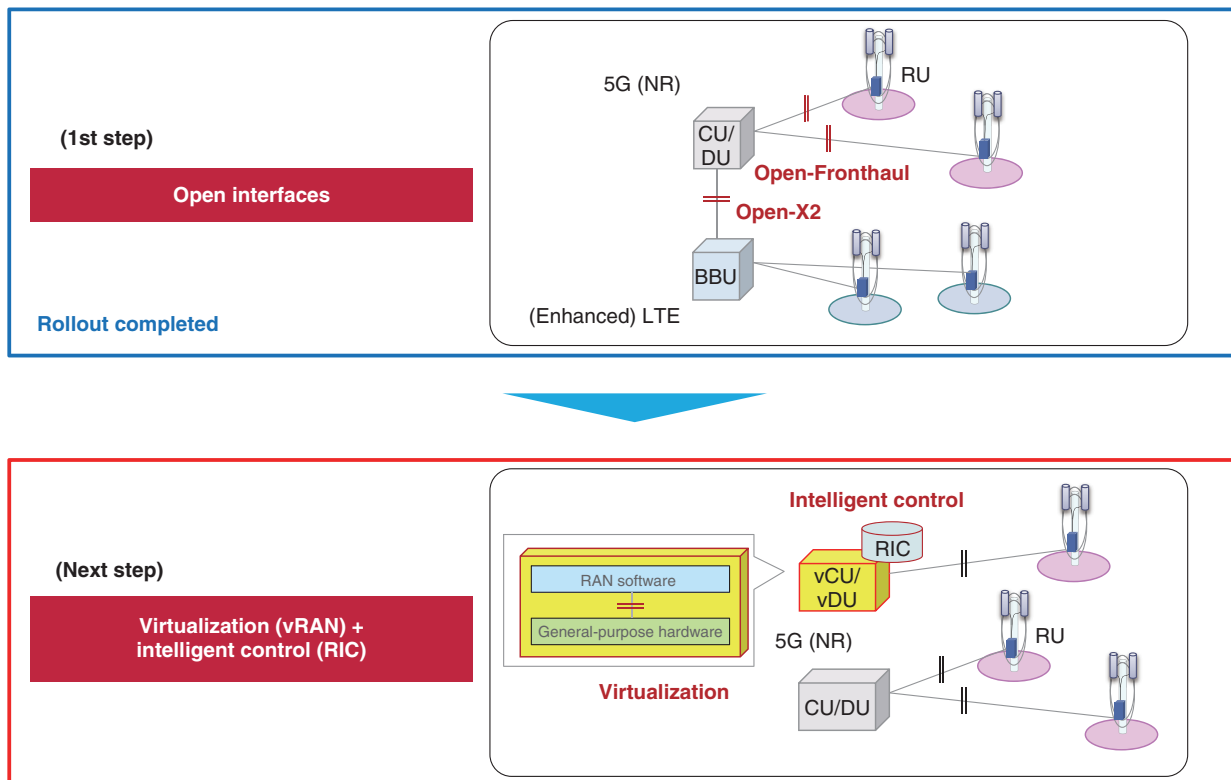 (1st step)
Open interfaces
Rollout completed
5G (NR)
RU
CU/
DU
Open-Fronthaul
Open-X2
BBU
(Enhanced) LTE
(Next step)
Virtualization (vRAN) +
intelligent control (RIC)
Intelligent control
RIC
RAN software
General-purpose hardware
vCU/
vDU
5G (NR)
RU
Virtualization
CU/DU